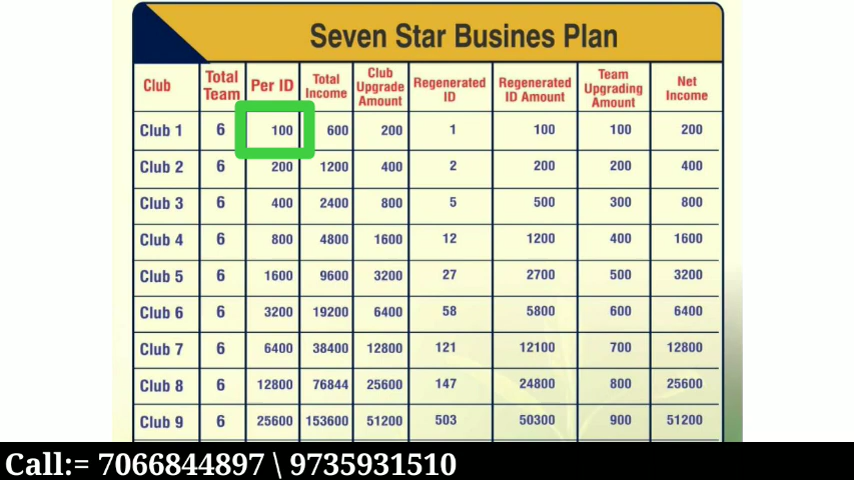 Seven Star Busines Plan
Club Total Team Per ID Total Income Club Upgrade Amount Regenerated ID Regenerated ID Amount Team Upgrading Amount Net Income
Club 1 6 100 600 200 1 100 100 200
Club 2 6 200 1200 400 2 200 200 400
Club 3 6 400 2400 800 5 500 300 800
Club 4 6 800 4800 1600 12 1200 400 1600
Club 5 6 1600 9600 3200 27 2700 500 3200
Club 6 6 3200 19200 6400 58 5800 600 6400
Club 7 6 6400 38400 12800 121 12100 700 12800
Club 8 6 12800 76844 25600 147 24800 800 25600
Club 9 6 25600 153600 51200 503 50300 900 51200
Call:= 7066844897 \ 9735931510